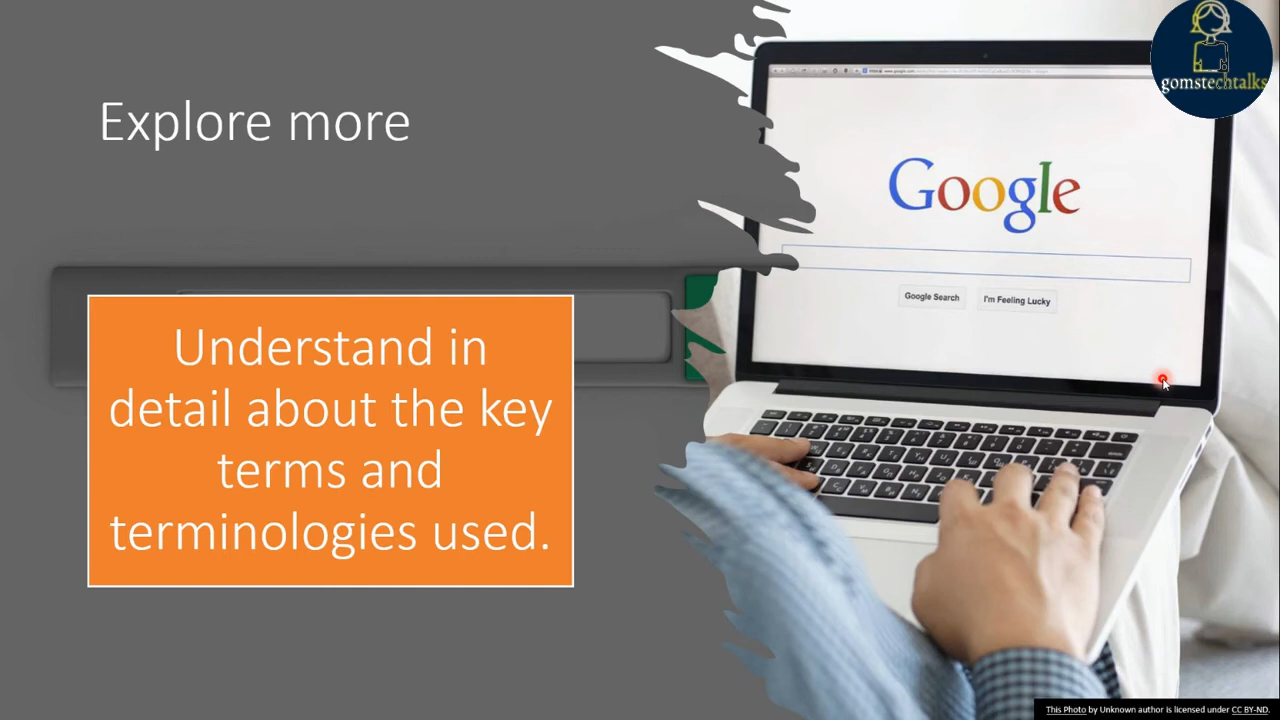 gomstechtalks
Explore more
Google
Google Search
I'm Feeling Lucky
Understand in
detail about the key
terms and
terminologies used.
This Photo by Unknown author is licensed under CC BY-ND.